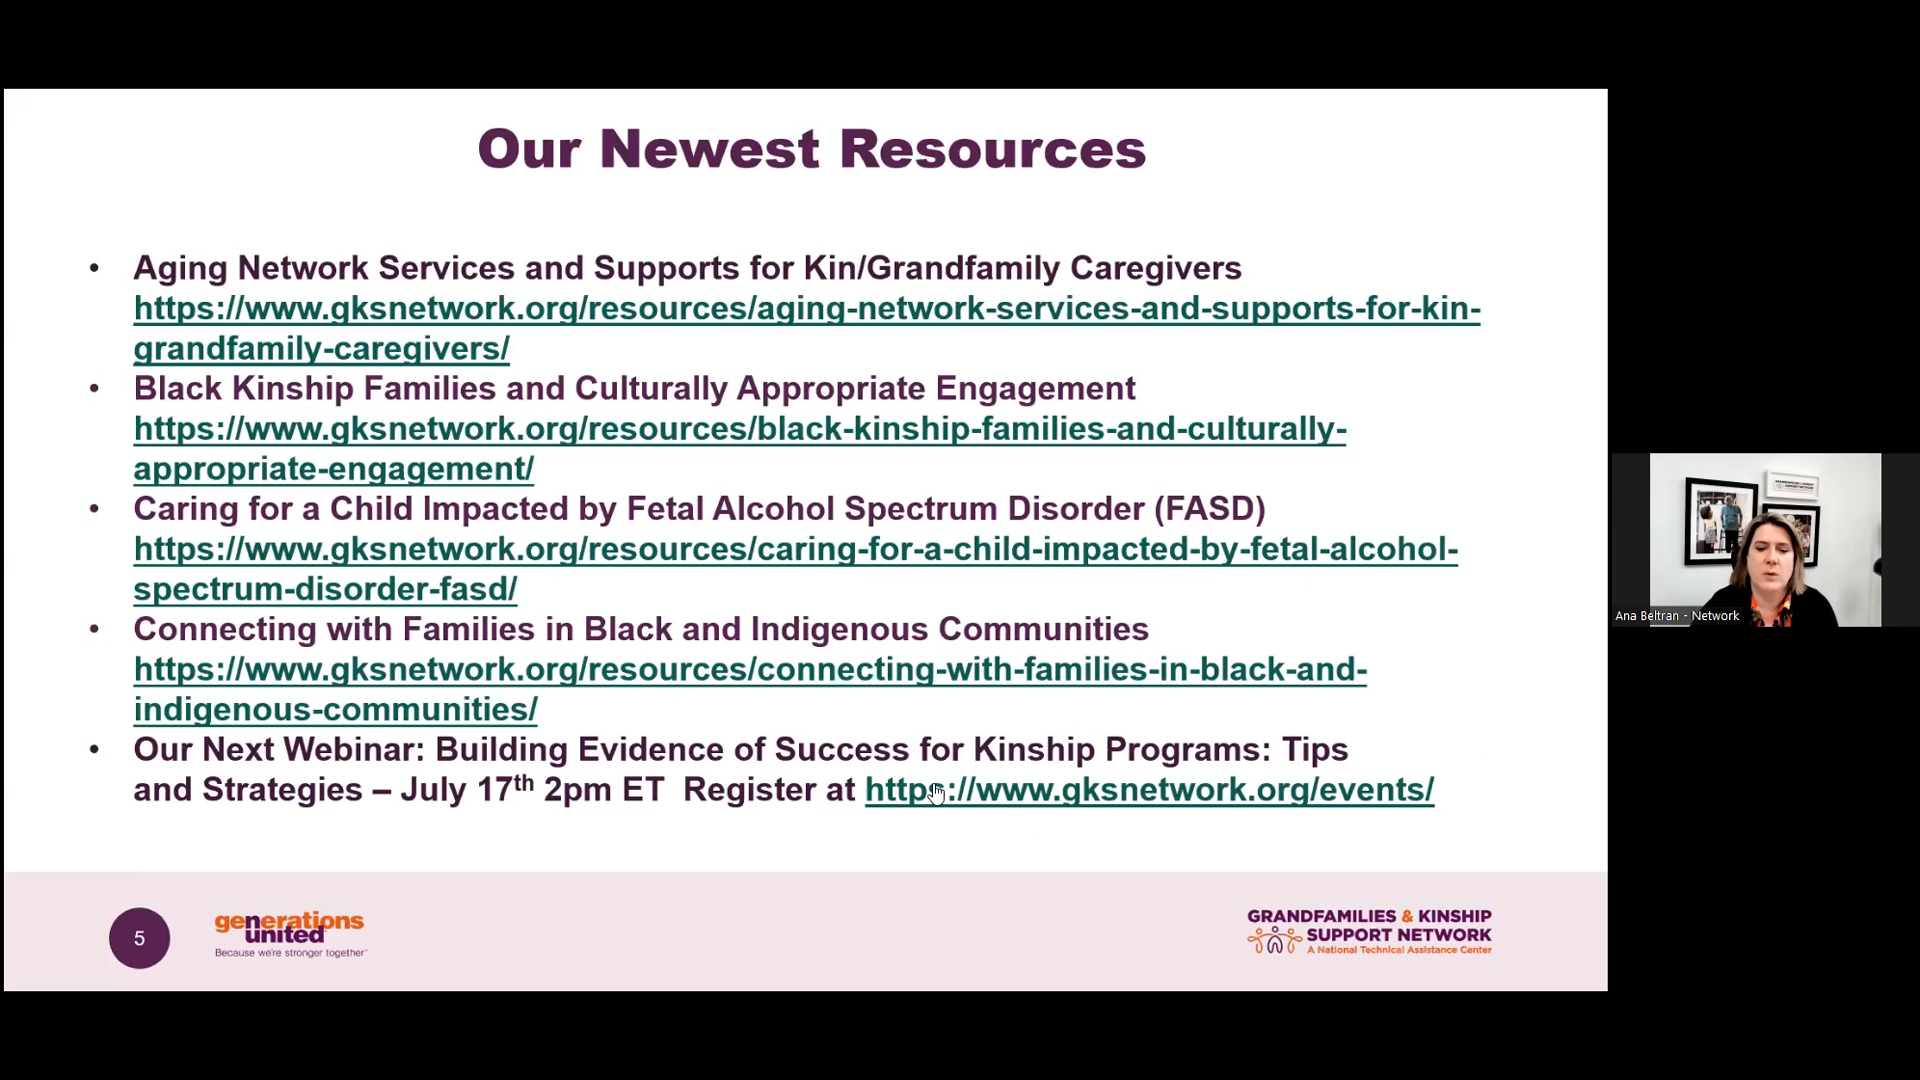 Our Newest Resources
• Aging Network Services and Supports for Kin/Grandfamily Caregivers
https://www.gksnetwork.org/resources/aging-network-services-and-supports-for-kin-
grandfamily-caregivers/
• Black Kinship Families and Culturally Appropriate Engagement
https://www.gksnetwork.org/resources/black-kinship-families-and-culturally-
appropriate-engagement/
• Caring for a Child Impacted by Fetal Alcohol Spectrum Disorder (FASD)
https://www.gksnetwork.org/resources/caring-for-a-child-impacted-by-fetal-alcohol-
spectrum-disorder-fasd/
• Connecting with Families in Black and Indigenous Communities
https://www.gksnetwork.org/resources/connecting-with-families-in-black-and-
indigenous-communities/
• Our Next Webinar: Building Evidence of Success for Kinship Programs: Tips
and Strategies – July 17th 2pm ET Register at https://www.gksnetwork.org/events/
5
generations
united
Because we're stronger together™
GRANDFAMILIES & KINSHIP
SUPPORT NETWORK
A National Technical Assistance Center
SUPPORT NETWORK
Ana Beltran - Network